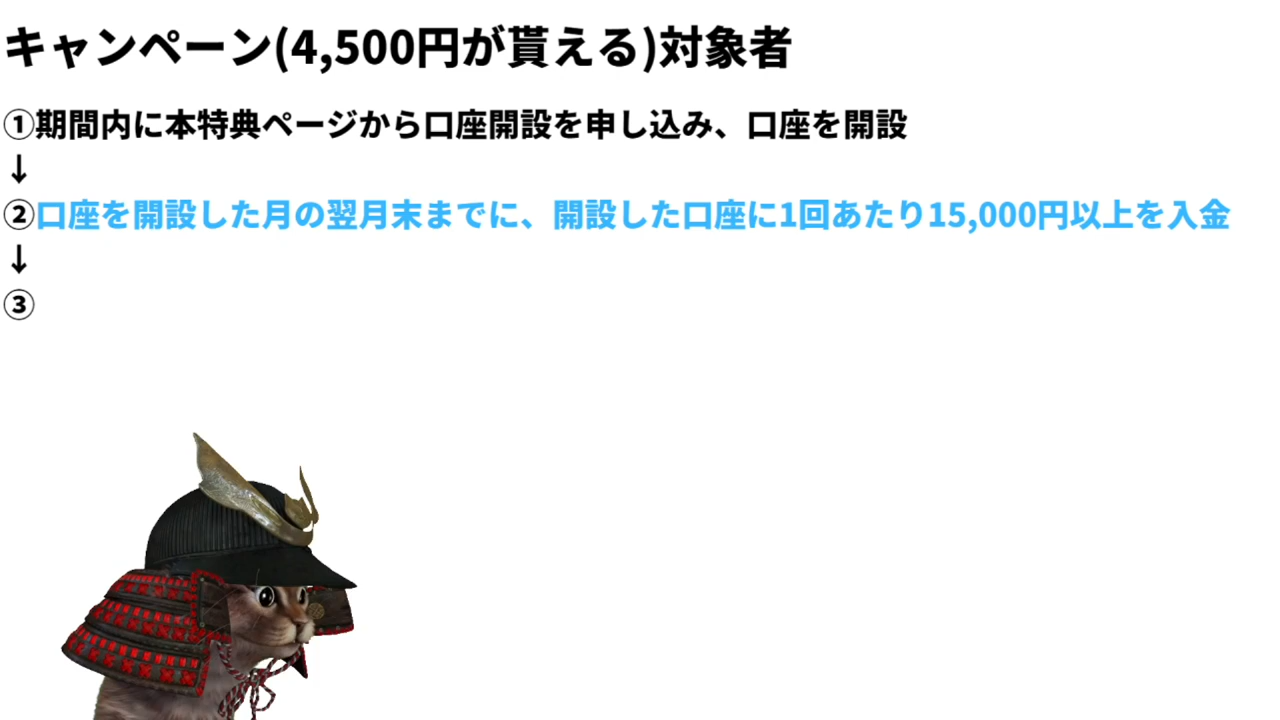 キャンペーン(4,500円が貰える)対象者
①期間内に本特典ページから口座開設を申し込み、口座を開設
↓
②口座を開設した月の翌月末までに、開設した口座に1回あたり15,000円以上を入金
↓
③